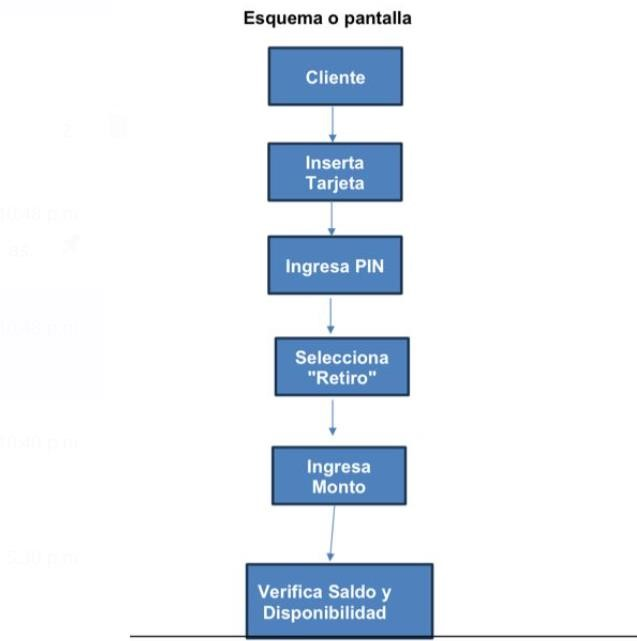 Esquema o pantalla
Cliente
Inserta
Tarjeta
Ingresa PIN
Selecciona
"Retiro"
Ingresa
Monto
Verifica Saldo y
Disponibilidad